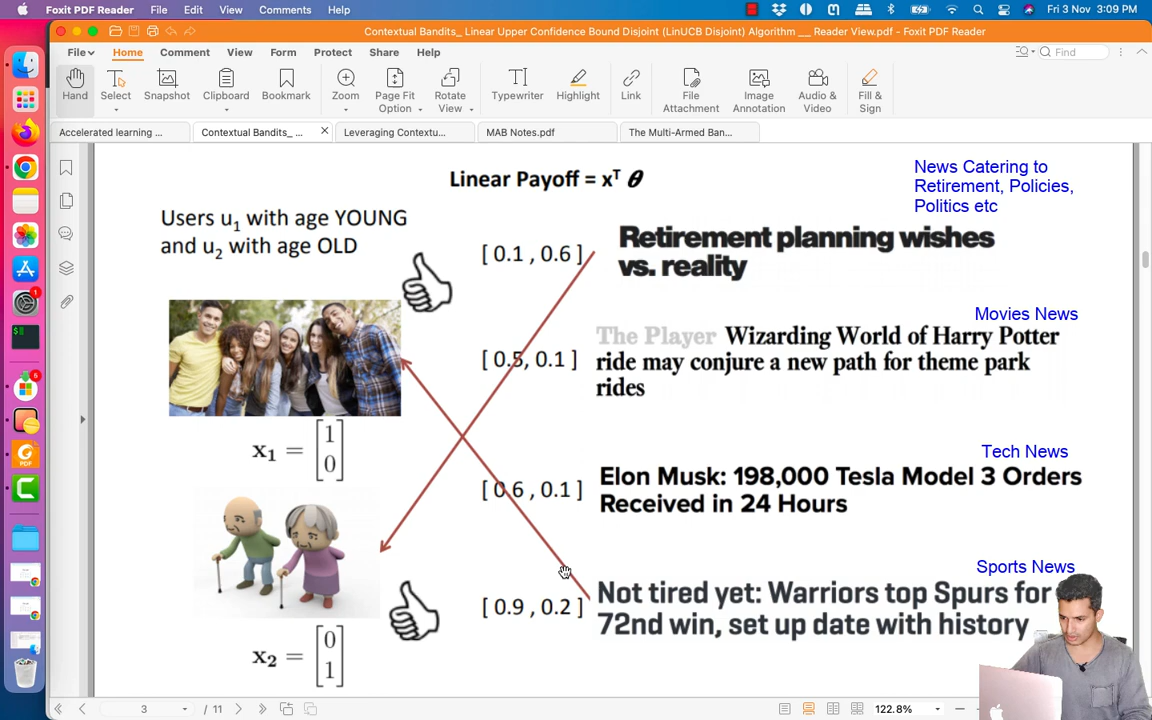 Foxit PDF Reader File Edit View Comments Help Fri 3 Nov 3:09 PM
Contextual Bandits_ Linear Upper Confidence Bound Disjoint (LinUCB Disjoint) Algorithm __ Reader View.pdf - Foxit PDF Reader
File Home Comment View Form Protect Share Help Find
Hand Select Snapshot Clipboard Bookmark Zoom Page Fit Option Rotate View Typewriter Highlight Link File Attachment Image Annotation Audio & Video Fill & Sign
Accelerated learning ... Contextual Bandits_ ... Leveraging Contextu... MAB Notes.pdf The Multi-Armed Ban...
Linear Payoff = xᵀ θ
News Catering to
Retirement, Policies,
Politics etc
Users u₁ with age YOUNG
and u₂ with age OLD
[ 0.1 , 0.6 ]
Retirement planning wishes
vs. reality
Movies News
[ 0.5, 0.1 ]
The Player Wizarding World of Harry Potter
ride may conjure a new path for theme park
rides
x₁ = [1 0]
Tech News
[ 0.6 , 0.1 ]
Elon Musk: 198,000 Tesla Model 3 Orders
Received in 24 Hours
Sports News
[ 0.9 , 0.2 ]
Not tired yet: Warriors top Spurs for
72nd win, set up date with history
x₂ = [0 1]
3 / 11 122.8%